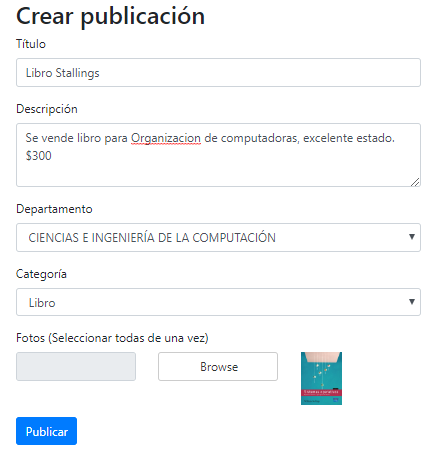 Crear publicación
Título
Libro Stallings
Descripción
Se vende libro para Organizacion de computadoras, excelente estado.
$300
Departamento
CIENCIAS E INGENIERÍA DE LA COMPUTACIÓN
Categoría
Libro
Fotos (Seleccionar todas de una vez)
Browse
Publicar